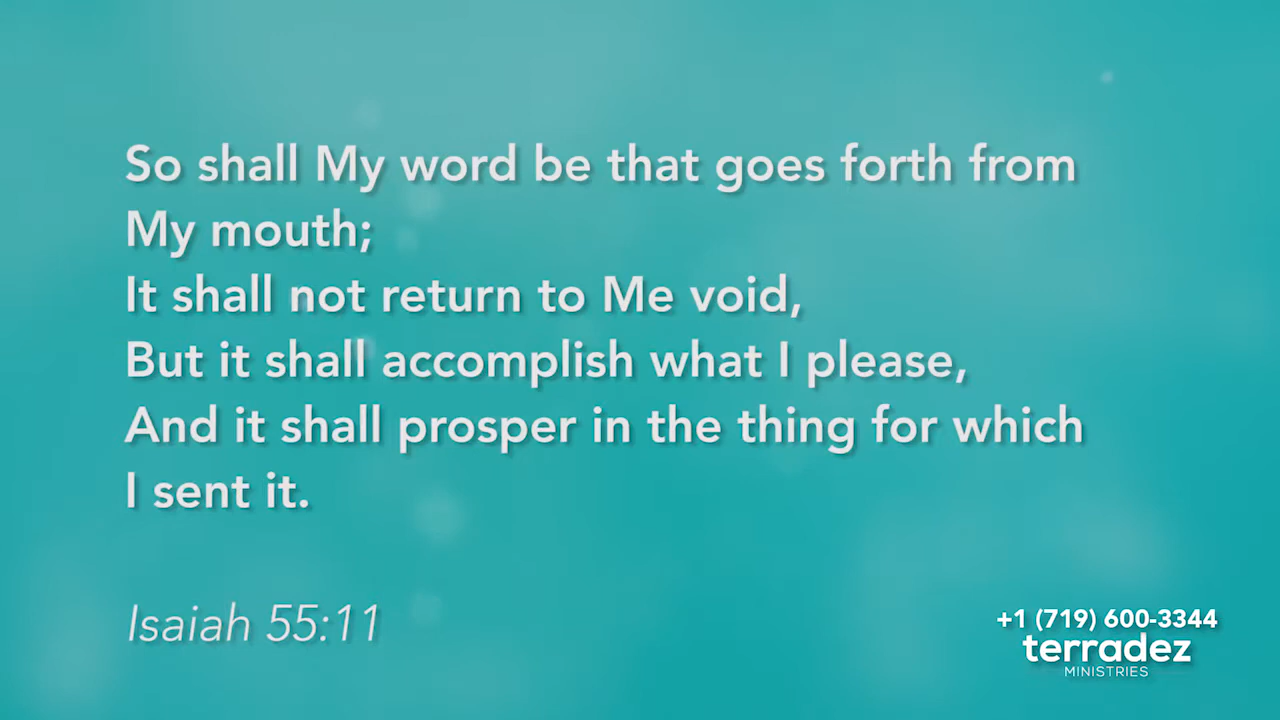 So shall My word be that goes forth from
My mouth;
It shall not return to Me void,
But it shall accomplish what I please,
And it shall prosper in the thing for which
I sent it.
Isaiah 55:11
+1 (719) 600-3344
terradez
MINISTRIES